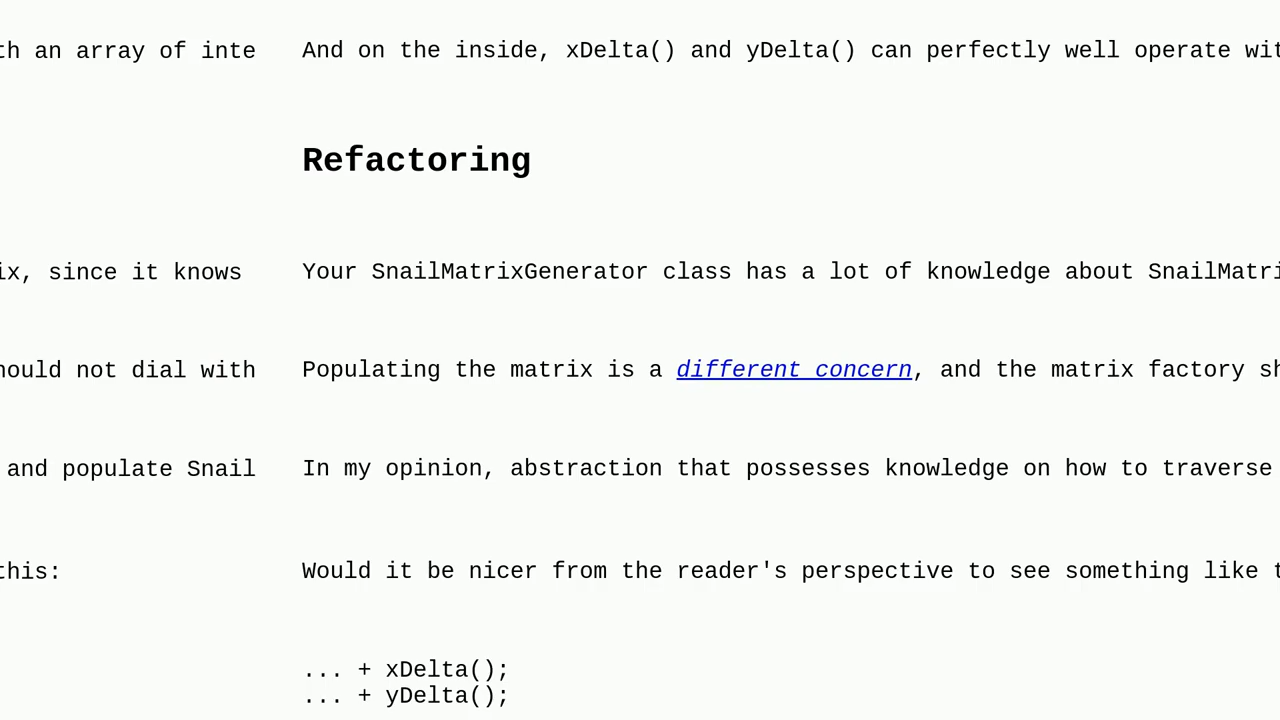 th an array of inte
And on the inside, xDelta() and yDelta() can perfectly well operate wit
Refactoring
ix, since it knows
Your SnailMatrixGenerator class has a lot of knowledge about SnailMatri
hould not dial with
Populating the matrix is a different concern, and the matrix factory sh
and populate Snail
In my opinion, abstraction that possesses knowledge on how to traverse
this:
Would it be nicer from the reader's perspective to see something like t
... + xDelta();
... + yDelta();